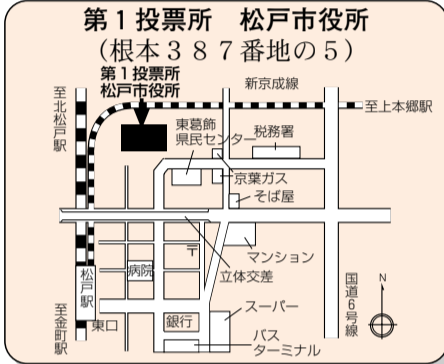 第１投票所　松戸市役所
（根本３８７番地の５）
第１投票所
松戸市役所
新京成線
至北松戸駅
至上本郷駅
東葛飾
県民センター
税務署
京葉ガス
そば屋
〒
マンション
立体交差
病院
松戸駅
国道6号線
N
至金町駅
東口
銀行
スーパー
バス
ターミナル